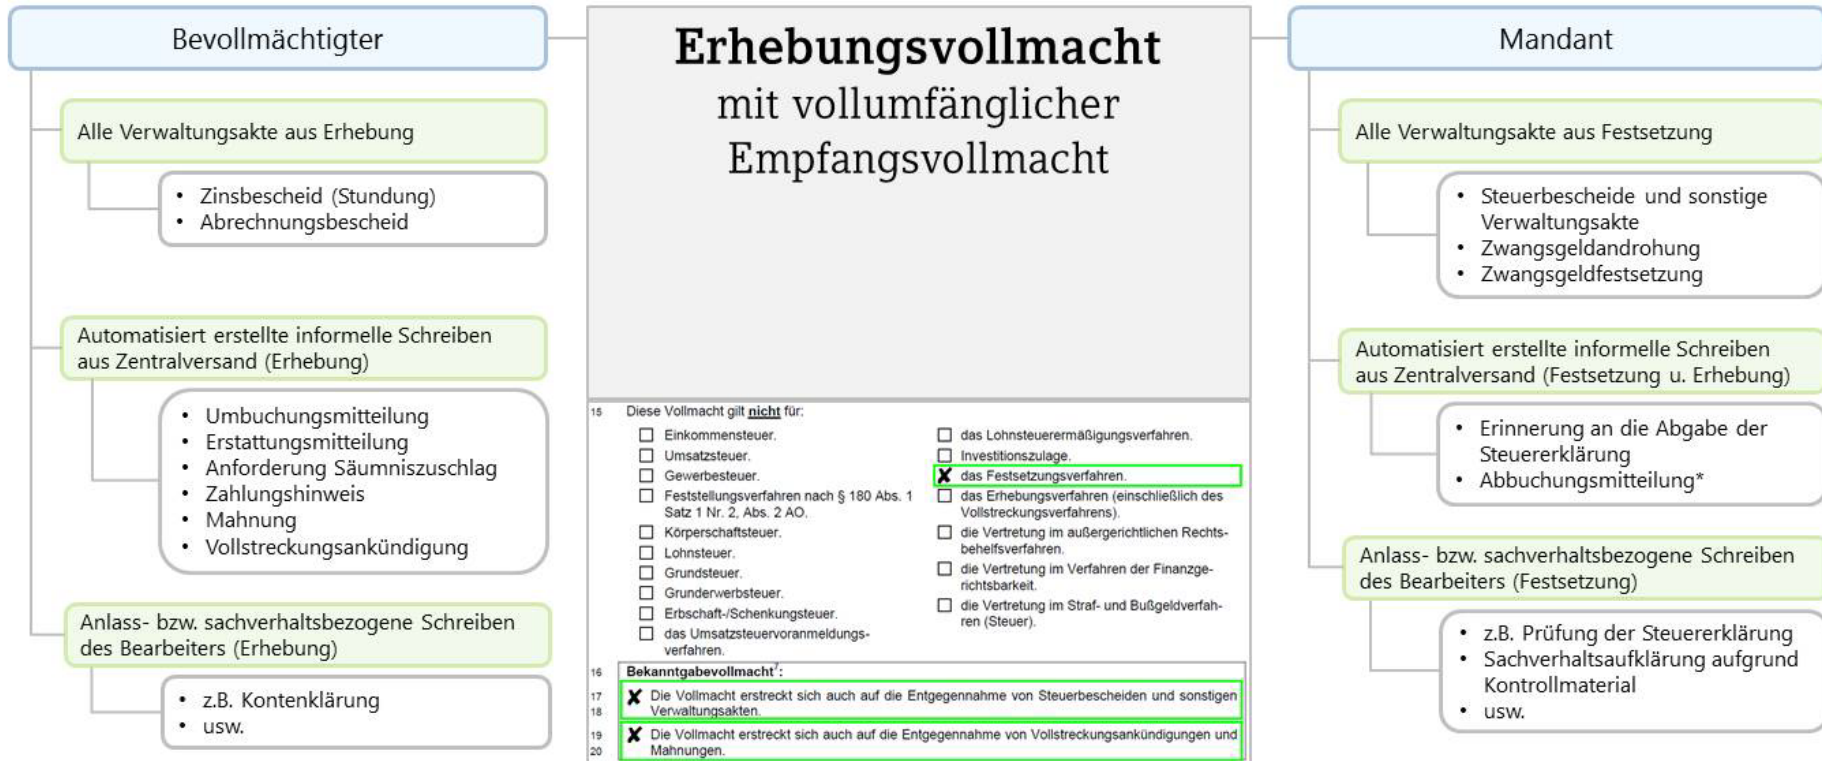 Bevollmächtigter
Alle Verwaltungsakte aus Erhebung
• Zinsbescheid (Stundung)
• Abrechnungsbescheid
Automatisiert erstellte informelle Schreiben
aus Zentralversand (Erhebung)
• Umbuchungsmitteilung
• Erstattungsmitteilung
• Anforderung Säumniszuschlag
• Zahlungshinweis
• Mahnung
• Vollstreckungsankündigung
Anlass- bzw. sachverhaltsbezogene Schreiben
des Bearbeiters (Erhebung)
• z.B. Kontenklärung
• usw.
Erhebungsvollmacht
mit vollumfänglicher
Empfangsvollmacht
15 Diese Vollmacht gilt nicht für:
Einkommensteuer.
Umsatzsteuer.
Gewerbesteuer.
Feststellungsverfahren nach § 180 Abs. 1
Satz 1 Nr. 2, Abs. 2 AO.
Körperschaftsteuer.
Lohnsteuer.
Grundsteuer.
Grunderwerbsteuer.
Erbschaft-/Schenkungsteuer.
das Umsatzsteuervoranmeldungs-
verfahren.
das Lohnsteuerermäßigungsverfahren.
Investitionszulage.
✘ das Festsetzungsverfahren.
das Erhebungsverfahren (einschließlich des
Vollstreckungsverfahrens).
die Vertretung im außergerichtlichen Rechts-
behelfsverfahren.
die Vertretung im Verfahren der Finanzge-
richtsbarkeit.
die Vertretung im Straf- und Bußgeldverfah-
ren (Steuer).
16 Bekanntgabevollmacht⁷:
17 ✘ Die Vollmacht erstreckt sich auch auf die Entgegennahme von Steuerbescheiden und sonstigen
18 Verwaltungsakten.
19 ✘ Die Vollmacht erstreckt sich auch auf die Entgegennahme von Vollstreckungsankündigungen und
20 Mahnungen.
Mandant
Alle Verwaltungsakte aus Festsetzung
• Steuerbescheide und sonstige
Verwaltungsakte
• Zwangsgeldandrohung
• Zwangsgeldfestsetzung
Automatisiert erstellte informelle Schreiben
aus Zentralversand (Festsetzung u. Erhebung)
• Erinnerung an die Abgabe der
Steuererklärung
• Abbuchungsmitteilung*
Anlass- bzw. sachverhaltsbezogene Schreiben
des Bearbeiters (Festsetzung)
• z.B. Prüfung der Steuererklärung
• Sachverhaltsaufklärung aufgrund
Kontrollmaterial
• usw.